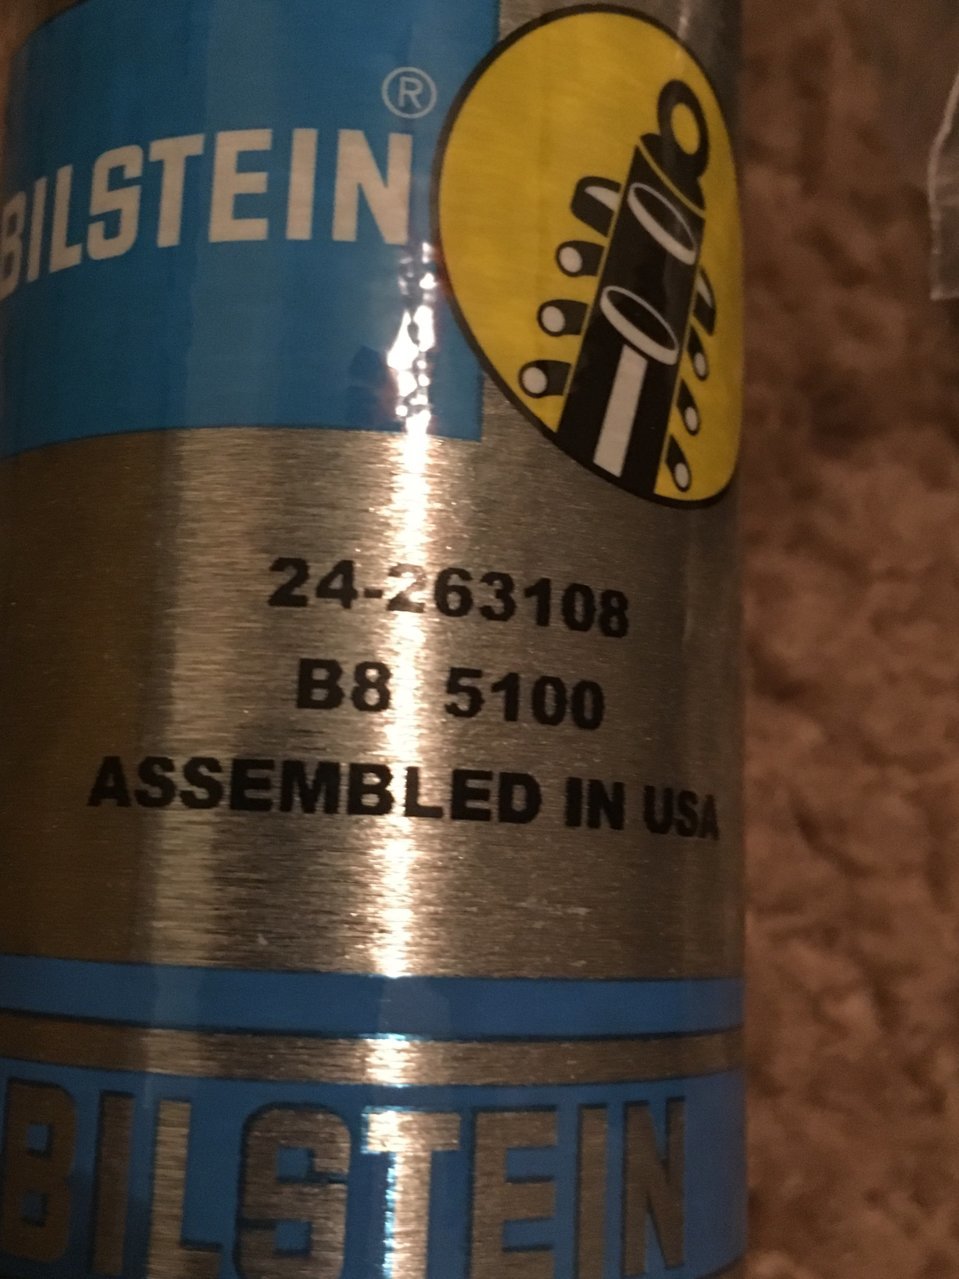 BILSTEIN®
24-263108
B8 5100
ASSEMBLED IN USA
BILSTEIN